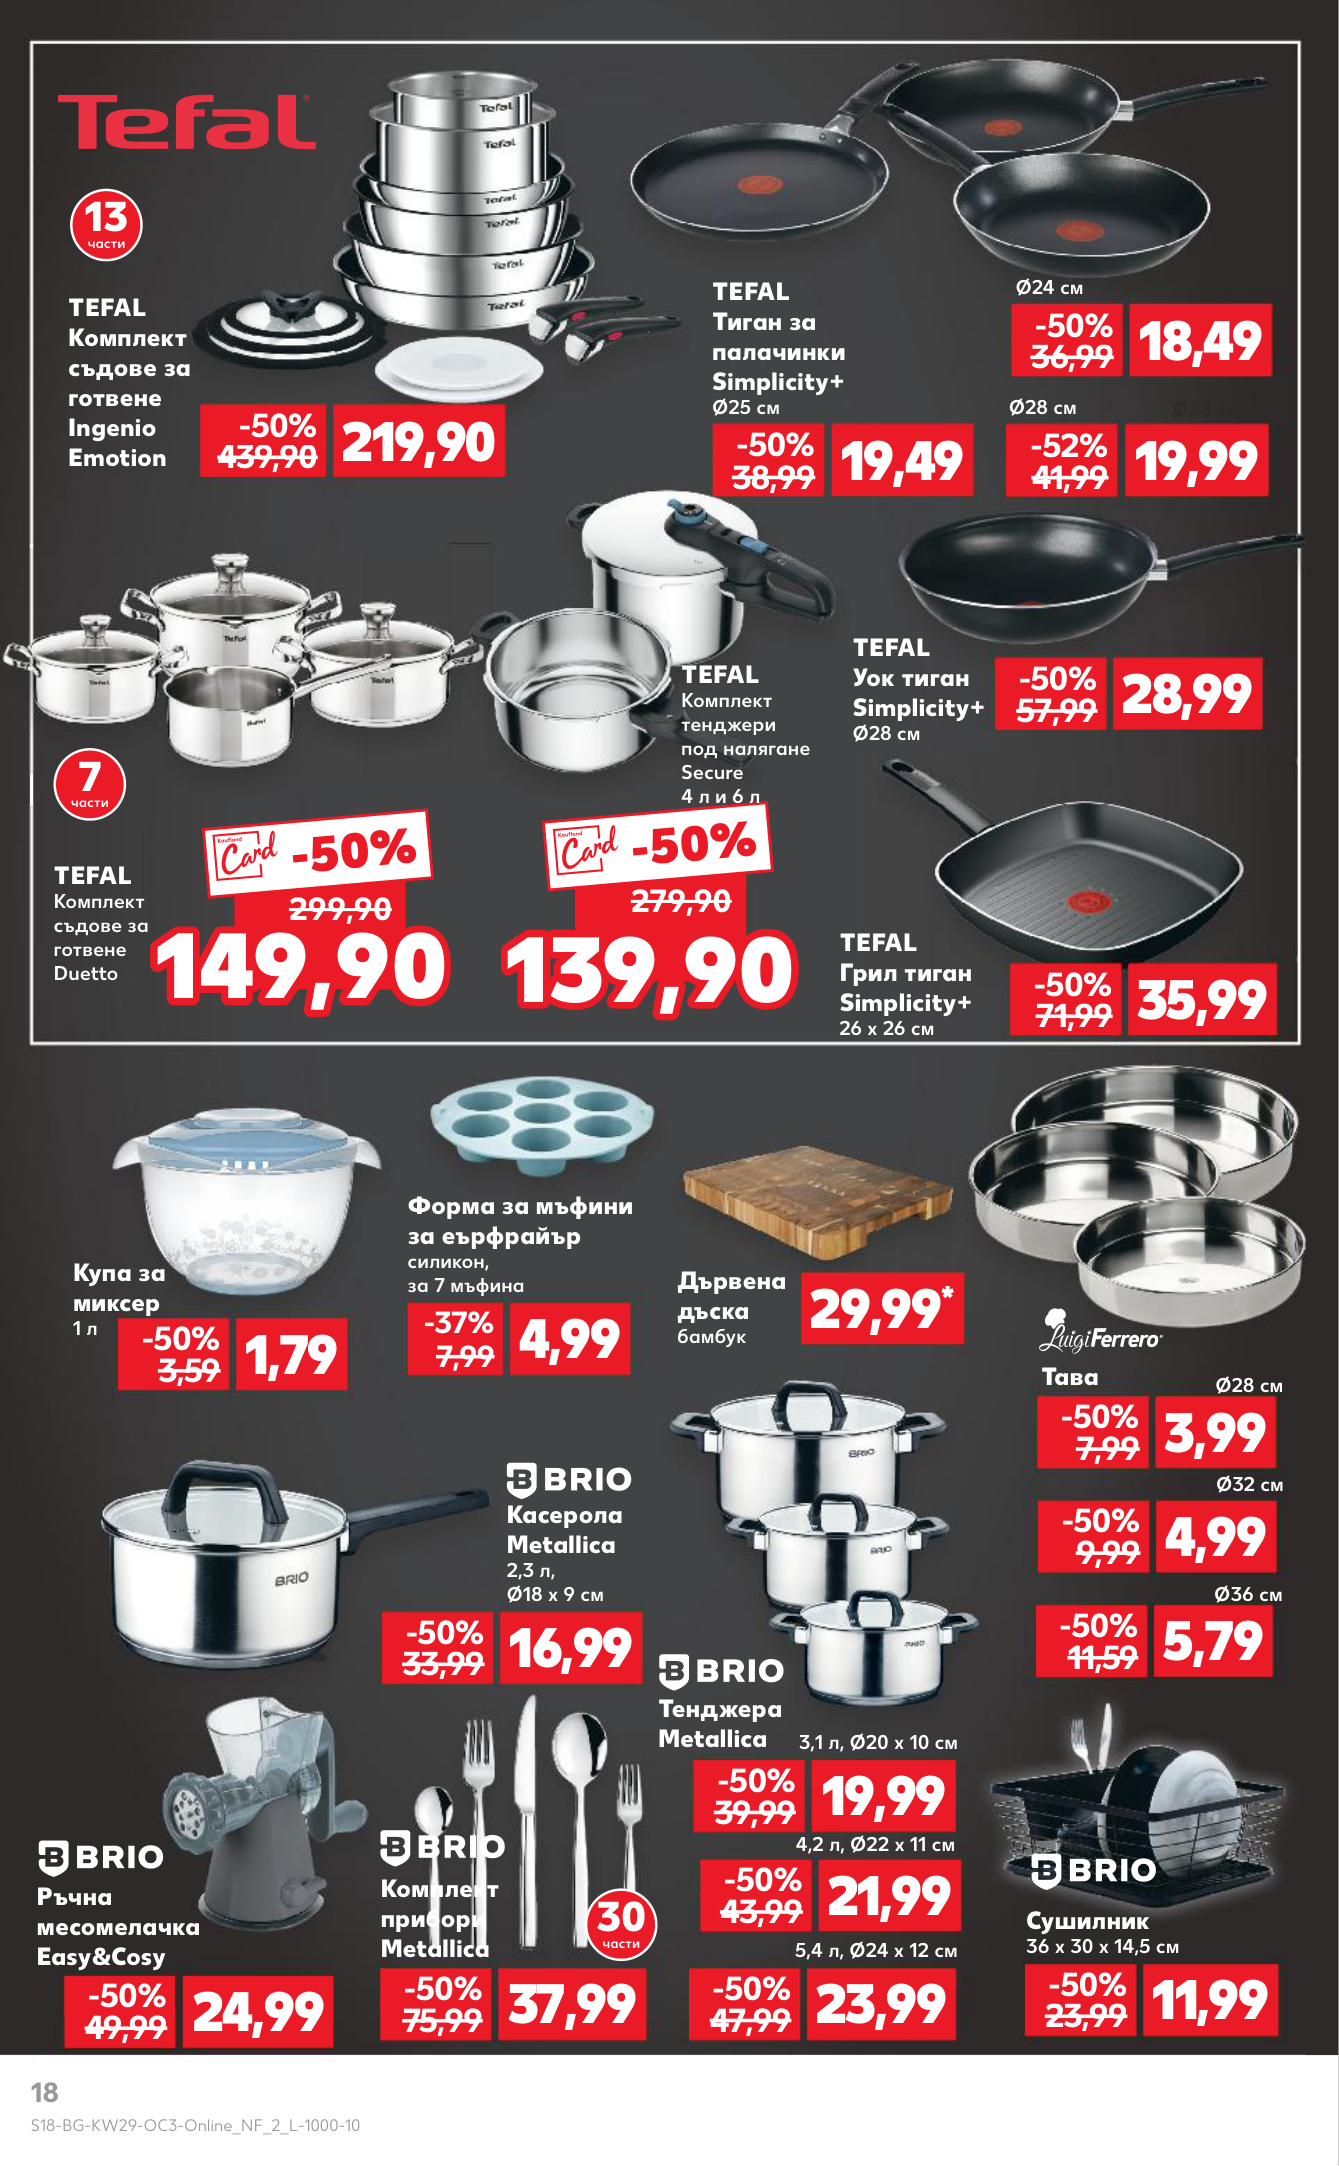 Tefal
13
части
TEFAL
Комплект
съдове за
готвене
Ingenio
Emotion
-50%
439,90
219,90
TEFAL
Тиган за
палачинки
Simplicity+
Ø25 см
-50%
38,99
19,49
Ø24 см
-50%
36,99
18,49
Ø28 см
-52%
41,99
19,99
7
части
TEFAL
Комплект
съдове за
готвене
Duetto
Kaufland
Card
-50%
299,90
149,90
TEFAL
Комплект
тенджери
под налягане
Secure
4 л и 6 л
Kaufland
Card
-50%
279,90
139,90
TEFAL
Уок тиган
Simplicity+
Ø28 см
-50%
57,99
28,99
TEFAL
Грил тиган
Simplicity+
26 x 26 см
-50%
71,99
35,99
Купа за
миксер
1 л
-50%
3,59
1,79
Форма за мъфини
за еърфрайър
силикон,
за 7 мъфина
-37%
7,99
4,99
Дървена
дъска
бамбук
29,99*
LuigiFerrero
Тава
Ø28 см
-50%
7,99
3,99
Ø32 см
-50%
9,99
4,99
Ø36 см
-50%
11,59
5,79
BRIO
BRIO
Касерола
Metallica
2,3 л,
Ø18 x 9 см
-50%
33,99
16,99
BRIO
BRIO
BRIO
BRIO
Тенджера
Metallica
3,1 л, Ø20 x 10 см
-50%
39,99
19,99
4,2 л, Ø22 x 11 см
-50%
43,99
21,99
5,4 л, Ø24 x 12 см
-50%
47,99
23,99
BRIO
Ръчна
месомелачка
Easy&Cosy
-50%
49,99
24,99
BRIO
Комплект
прибори
Metallica
30
части
-50%
75,99
37,99
BRIO
Сушилник
36 x 30 x 14,5 см
-50%
23,99
11,99
18
S18-BG-KW29-OC3-Online_NF_2_L-1000-10